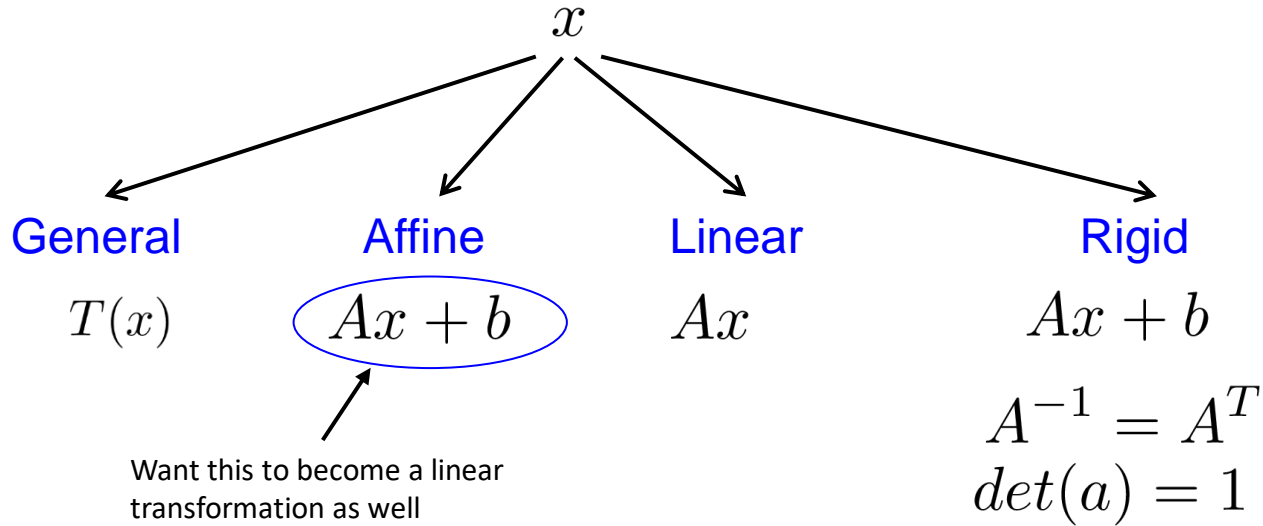 x
General Affine Linear Rigid
T(x) Ax + b Ax Ax + b
A^{-1} = A^T
Want this to become a linear
transformation as well
det(a) = 1